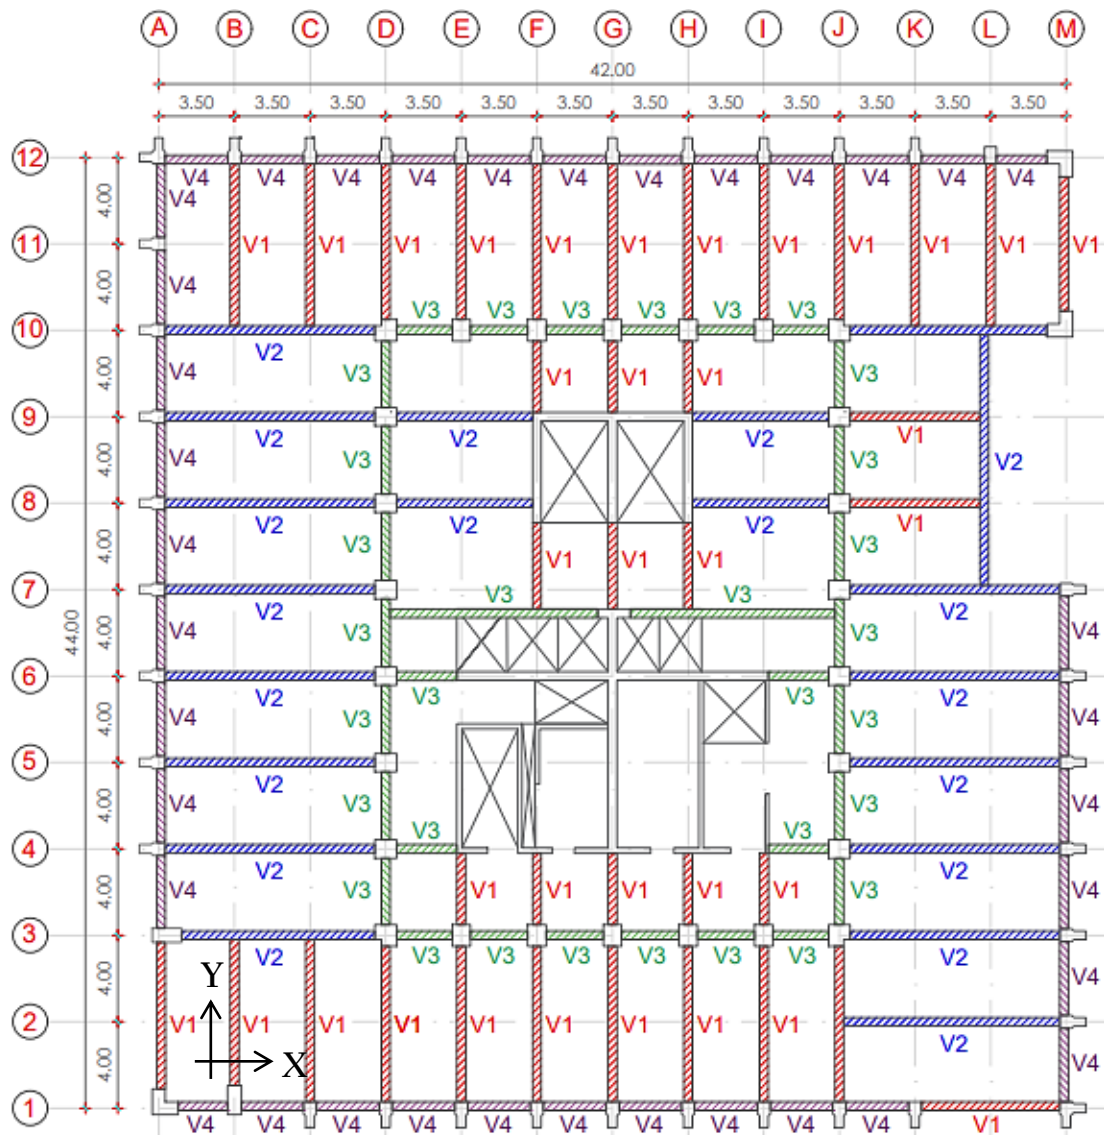 A B C D E F G H I J K L M
42.00
3.50 3.50 3.50 3.50 3.50 3.50 3.50 3.50 3.50 3.50 3.50 3.50
12
V4 V4 V4 V4 V4 V4 V4 V4 V4 V4 V4 V4
V4
4.00
11 V1 V1 V1 V1 V1 V1 V1 V1 V1 V1 V1 V1
V4
4.00
V3 V3 V3 V3 V3 V3
10
V2
4.00 V4 V3 V1 V1 V1 V3
9
V2 V2 V2 V1
4.00 V4 V3 V3 V2
8
V2 V2 V2 V1
4.00 V4 V3 V1 V1 V1 V3
7
V3 V3
V2 V2
44.00
4.00 V4 V3 V3 V4
6
V2 V3 V3 V2
4.00 V4 V3 V3 V4
5
V2 V2
4.00 V4 V3 V3 V3 V4
4
V2 V2
4.00 V4 V3 V1 V1 V1 V1 V1 V3 V4
3
V2 V3 V3 V3 V3 V3 V3 V2
4.00 Y V4
2 V1 V1 V1 V1 V1 V1 V1 V1 V1
V2
4.00 X V4
1
V4 V4 V4 V4 V4 V4 V4 V4 V4 V1